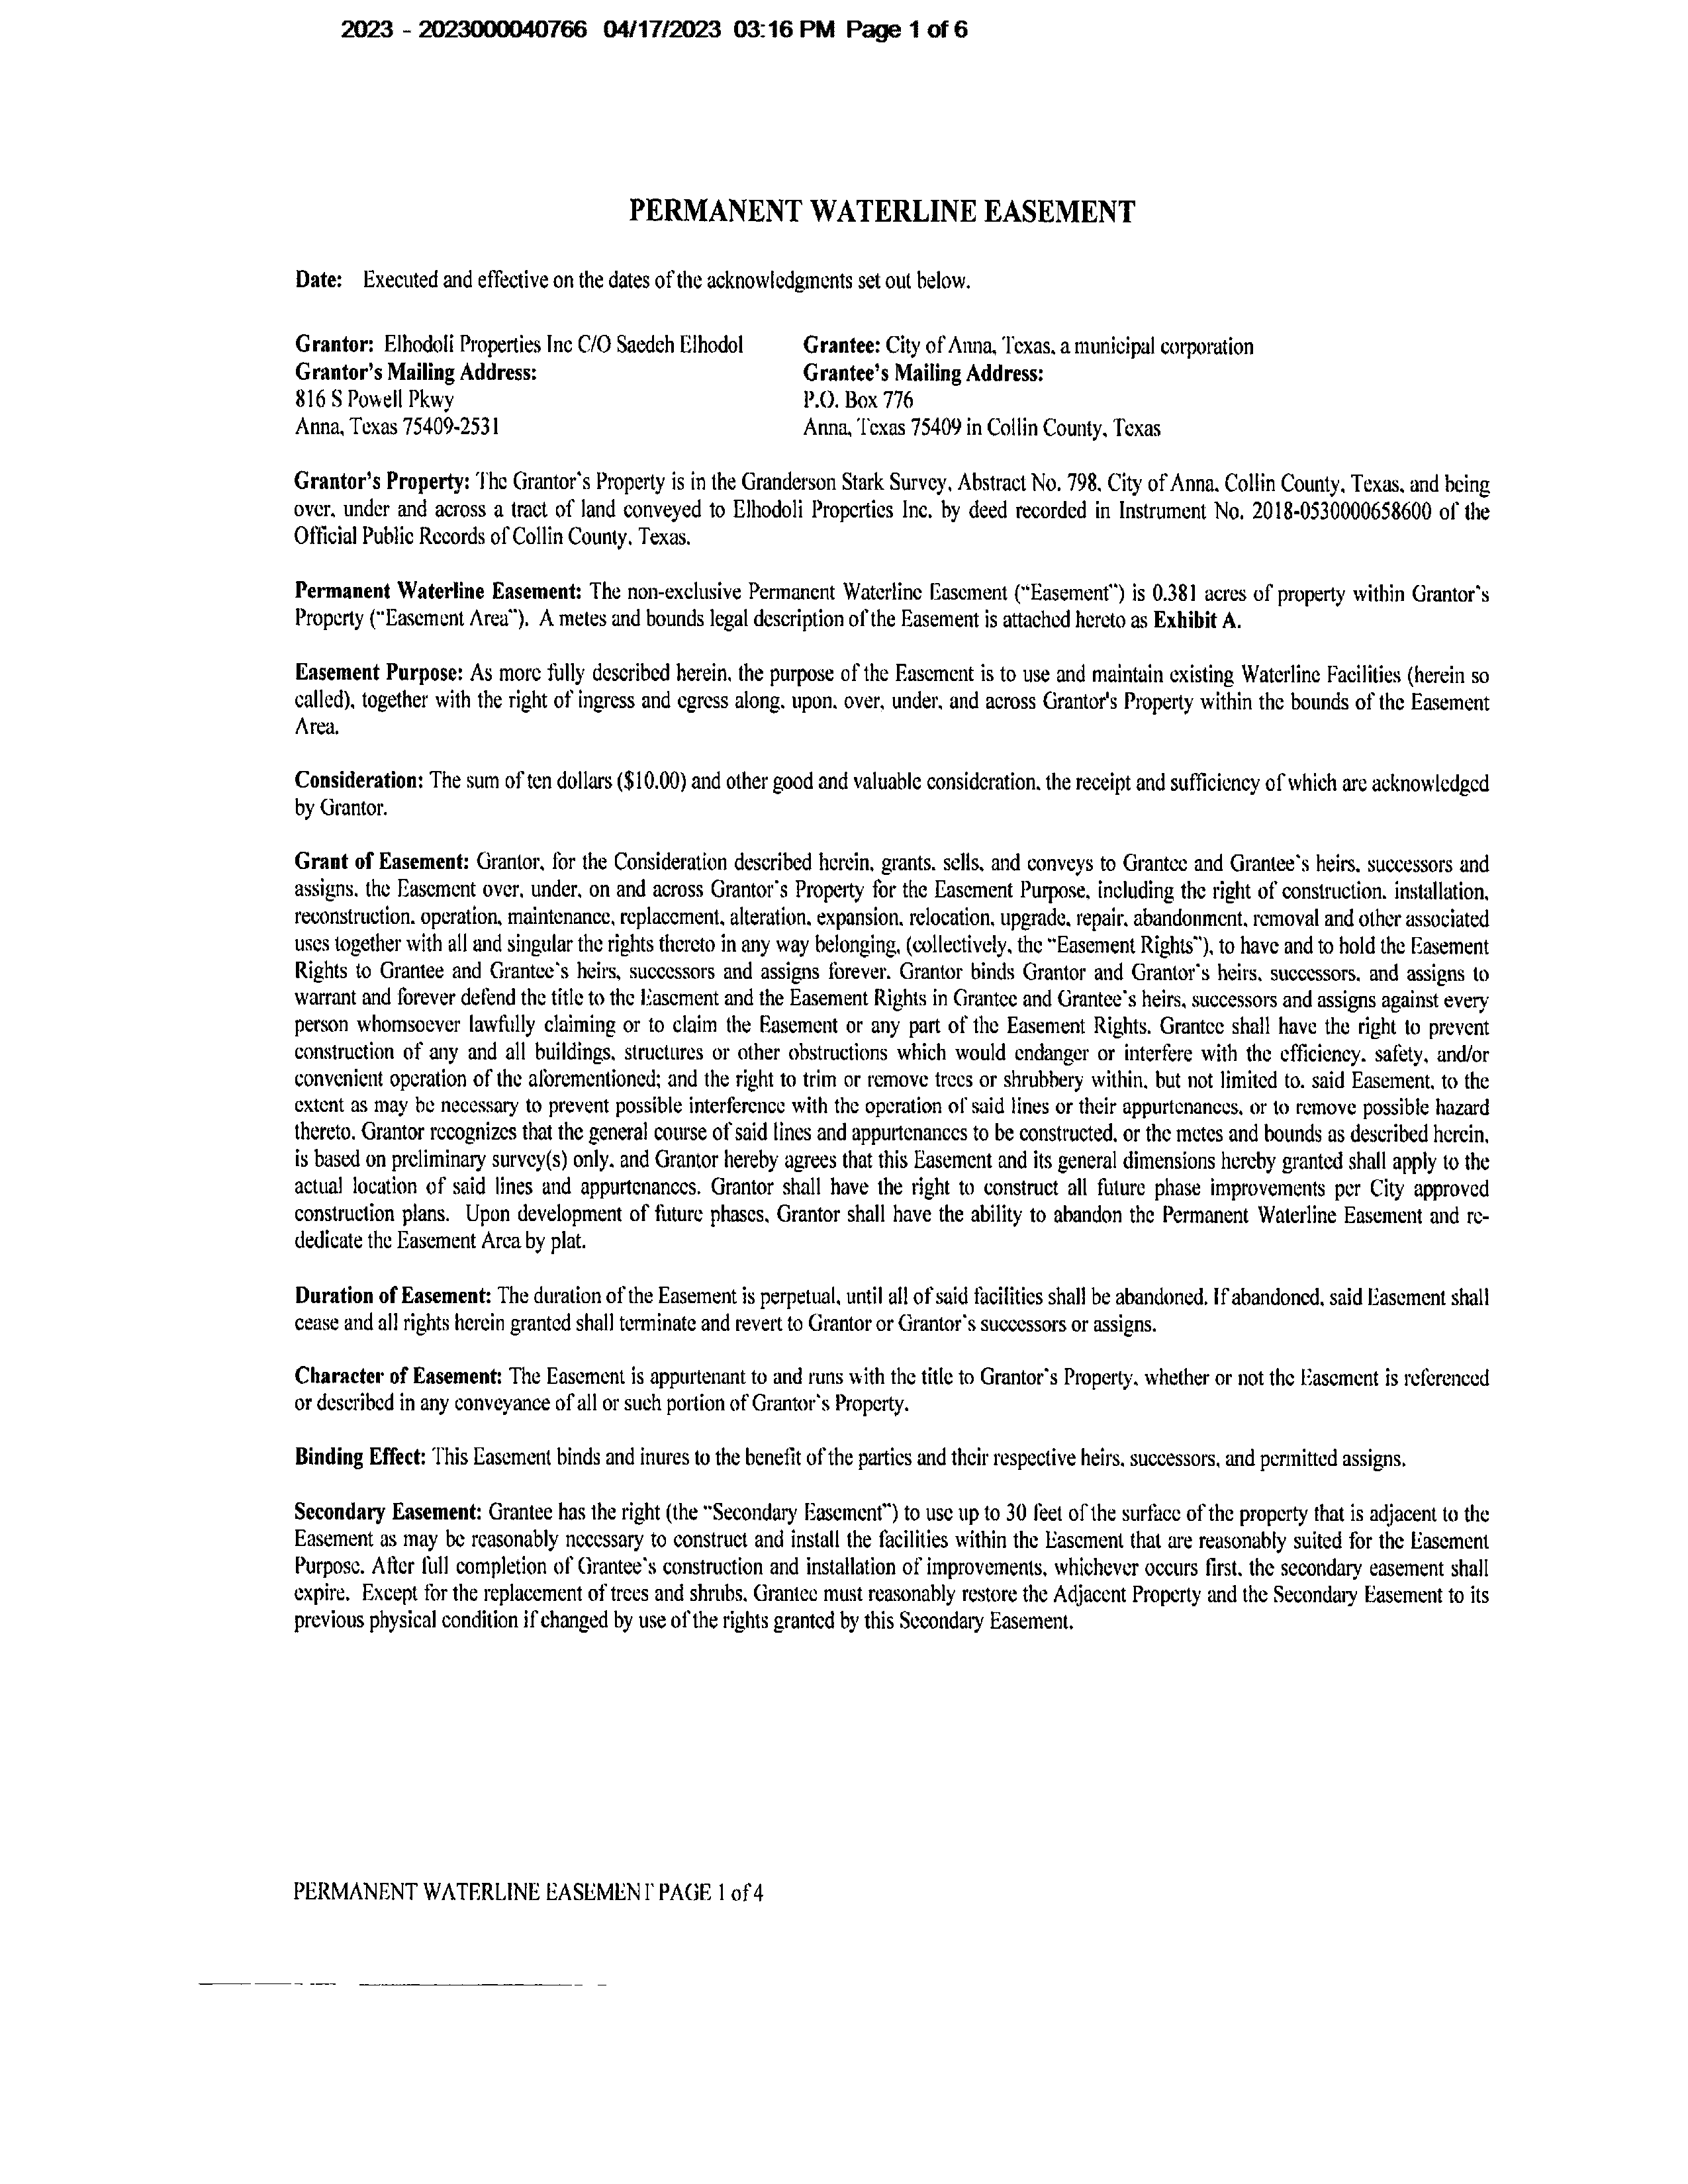 2023 - 2023000040766 04/17/2023 03:16 PM Page 1 of 6
PERMANENT WATERLINE EASEMENT
Date: Executed and effective on the dates of the acknowledgments set out below.
Grantor: Elhodoli Properties Inc C/O Saedeh Elhodol
Grantor's Mailing Address:
816 S Powell Pkwy
Anna, Texas 75409-2531
Grantee: City of Anna, Texas, a municipal corporation
Grantee's Mailing Address:
P.O. Box 776
Anna, Texas 75409 in Collin County, Texas
Grantor's Property: The Grantor's Property is in the Granderson Stark Survey, Abstract No. 798, City of Anna, Collin County, Texas, and being
over, under and across a tract of land conveyed to Elhodoli Properties Inc. by deed recorded in Instrument No. 2018-0530000658600 of the
Official Public Records of Collin County, Texas.
Permanent Waterline Easement: The non-exclusive Permanent Waterline Easement ("Easement") is 0.381 acres of property within Grantor's
Property ("Easement Area"). A metes and bounds legal description of the Easement is attached hereto as Exhibit A.
Easement Purpose: As more fully described herein, the purpose of the Easement is to use and maintain existing Waterline Facilities (herein so
called), together with the right of ingress and egress along, upon, over, under, and across Grantor's Property within the bounds of the Easement
Area.
Consideration: The sum of ten dollars ($10.00) and other good and valuable consideration, the receipt and sufficiency of which are acknowledged
by Grantor.
Grant of Easement: Grantor, for the Consideration described herein, grants, sells, and conveys to Grantee and Grantee's heirs, successors and
assigns, the Easement over, under, on and across Grantor's Property for the Easement Purpose, including the right of construction, installation,
reconstruction, operation, maintenance, replacement, alteration, expansion, relocation, upgrade, repair, abandonment, removal and other associated
uses together with all and singular the rights thereto in any way belonging, (collectively, the "Easement Rights"), to have and to hold the Easement
Rights to Grantee and Grantee's heirs, successors and assigns forever. Grantor binds Grantor and Grantor's heirs, successors, and assigns to
warrant and forever defend the title to the Easement and the Easement Rights in Grantee and Grantee's heirs, successors and assigns against every
person whomsoever lawfully claiming or to claim the Easement or any part of the Easement Rights. Grantee shall have the right to prevent
construction of any and all buildings, structures or other obstructions which would endanger or interfere with the efficiency, safety, and/or
convenient operation of the aforementioned; and the right to trim or remove trees or shrubbery within, but not limited to, said Easement, to the
extent as may be necessary to prevent possible interference with the operation of said lines or their appurtenances, or to remove possible hazard
thereto. Grantor recognizes that the general course of said lines and appurtenances to be constructed, or the metes and bounds as described herein,
is based on preliminary survey(s) only, and Grantor hereby agrees that this Easement and its general dimensions hereby granted shall apply to the
actual location of said lines and appurtenances. Grantor shall have the right to construct all future phase improvements per City approved
construction plans. Upon development of future phases, Grantor shall have the ability to abandon the Permanent Waterline Easement and re-
dedicate the Easement Area by plat.
Duration of Easement: The duration of the Easement is perpetual, until all of said facilities shall be abandoned. If abandoned, said Easement shall
cease and all rights herein granted shall terminate and revert to Grantor or Grantor's successors or assigns.
Character of Easement: The Easement is appurtenant to and runs with the title to Grantor's Property, whether or not the Easement is referenced
or described in any conveyance of all or such portion of Grantor's Property.
Binding Effect: This Easement binds and inures to the benefit of the parties and their respective heirs, successors, and permitted assigns.
Secondary Easement: Grantee has the right (the "Secondary Easement") to use up to 30 feet of the surface of the property that is adjacent to the
Easement as may be reasonably necessary to construct and install the facilities within the Easement that are reasonably suited for the Easement
Purpose. After full completion of Grantee's construction and installation of improvements, whichever occurs first, the secondary easement shall
expire. Except for the replacement of trees and shrubs, Grantee must reasonably restore the Adjacent Property and the Secondary Easement to its
previous physical condition if changed by use of the rights granted by this Secondary Easement.
PERMANENT WATERLINE EASEMENT PAGE 1 of 4